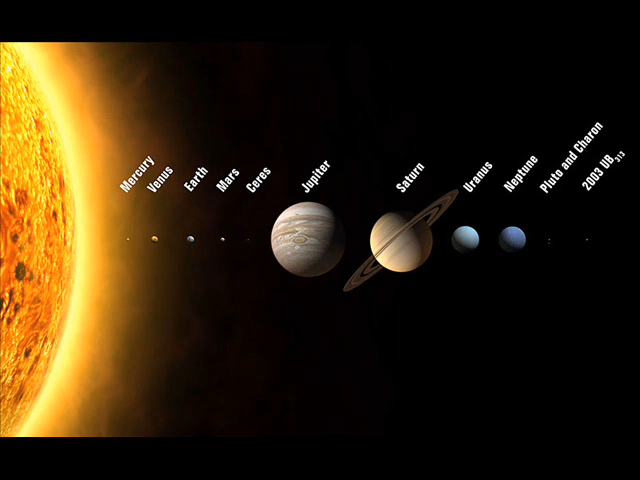 Mercury
Venus
Earth
Mars
Ceres
Jupiter
Saturn
Uranus
Neptune
Pluto and Charon
2003 UB₃₁₃